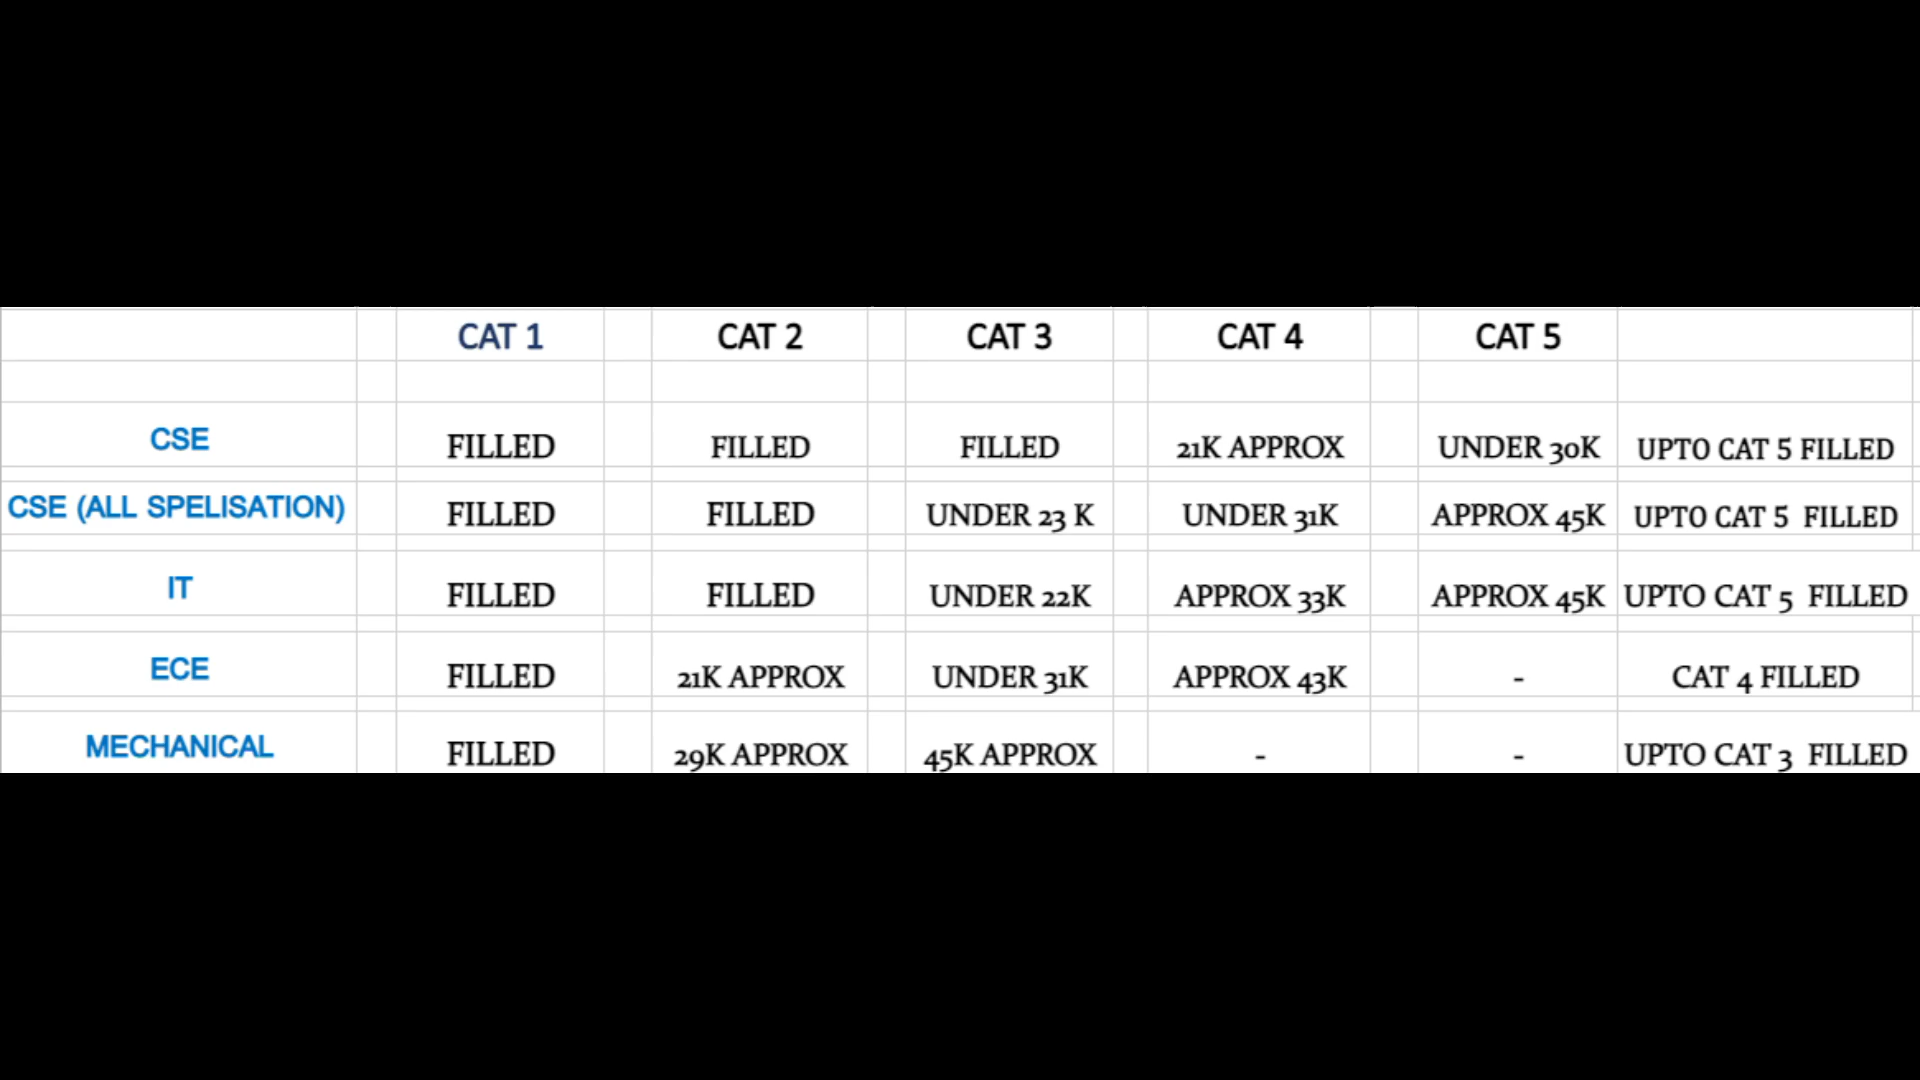 CAT 1 CAT 2 CAT 3 CAT 4 CAT 5
CSE FILLED FILLED FILLED 21K APPROX UNDER 30K UPTO CAT 5 FILLED
CSE (ALL SPELISATION) FILLED FILLED UNDER 23 K UNDER 31K APPROX 45K UPTO CAT 5 FILLED
IT FILLED FILLED UNDER 22K APPROX 33K APPROX 45K UPTO CAT 5 FILLED
ECE FILLED 21K APPROX UNDER 31K APPROX 43K - CAT 4 FILLED
MECHANICAL FILLED 29K APPROX 45K APPROX - - UPTO CAT 3 FILLED